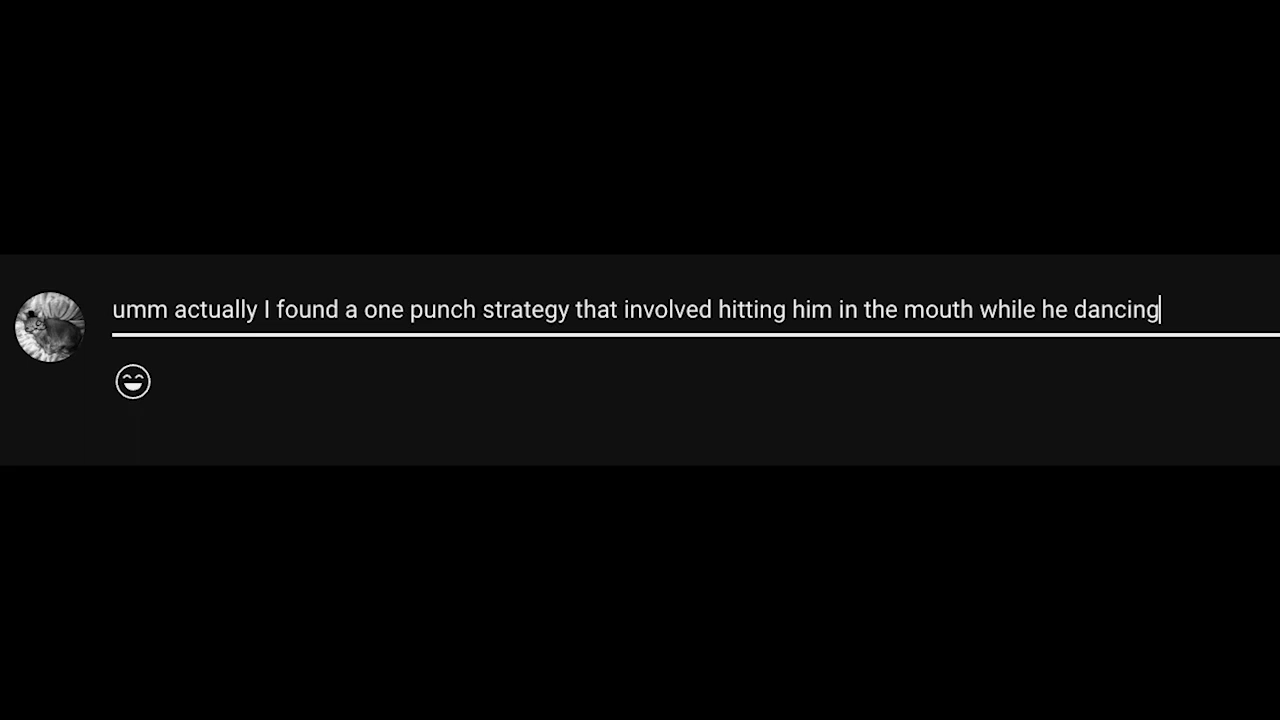 umm actually I found a one punch strategy that involved hitting him in the mouth while he dancing